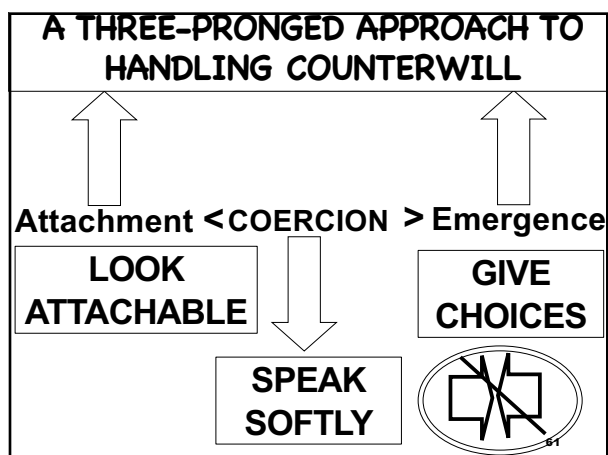 A THREE-PRONGED APPROACH TO
HANDLING COUNTERWILL
Attachment < COERCION > Emergence
LOOK
ATTACHABLE
GIVE
CHOICES
SPEAK
SOFTLY
61